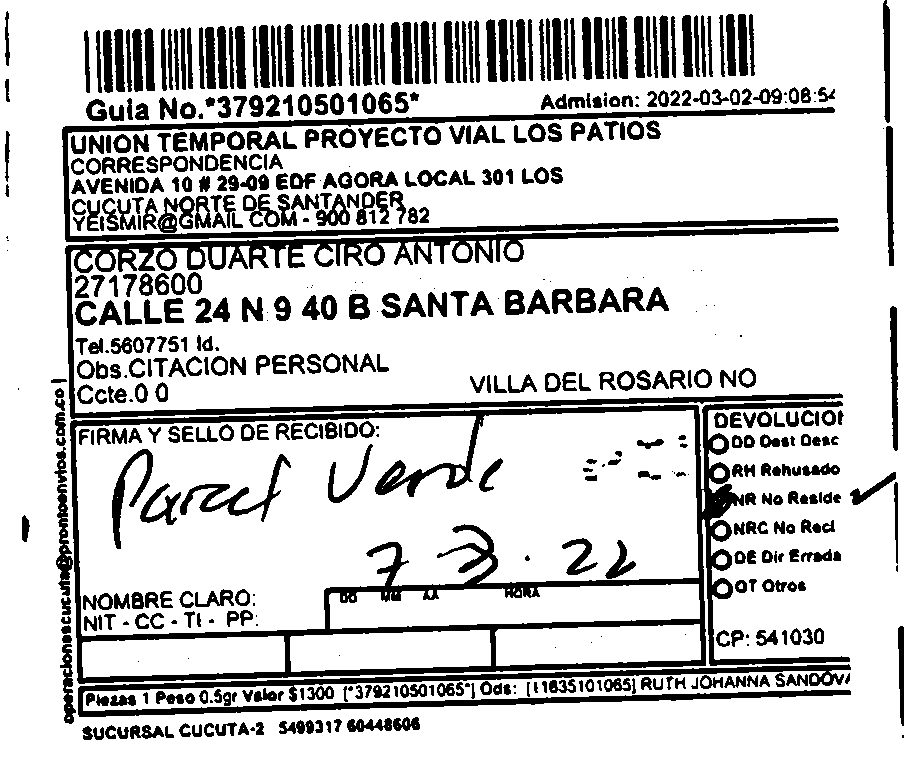 Guia No.*379210501065*
Admision: 2022-03-02-09:08:54
UNION TEMPORAL PROYECTO VIAL LOS PATIOS
CORRESPONDENCIA
AVENIDA 10 # 29-09 EDF AGORA LOCAL 301 LOS
CUCUTA NORTE DE SANTANDER
YEISMIR@GMAIL COM - 900 812 782
CORZO DUARTE CIRO ANTONIO
27178600
CALLE 24 N 9 40 B SANTA BARBARA
Tel.5607751 Id.
Obs.CITACION PERSONAL
Ccte.0 0
VILLA DEL ROSARIO NO
operacionescucuta@prontoenvios.com.co |
FIRMA Y SELLO DE RECIBIDO:
Pared Verde
7 3 . 22
NOMBRE CLARO:
NIT - CC - TI - PP:
DD MM AA HORA
DEVOLUCION
DD Dest Desc
RH Rehusado
NR No Reside
NRC No Recl
DE Dir Errada
OT Otros
CP: 541030
Piezas 1 Peso 0.5gr Valor $1300 [*379210501065*] Ods: [11635101065] RUTH JOHANNA SANDOVA
SUCURSAL CUCUTA-2 5499317 60448606